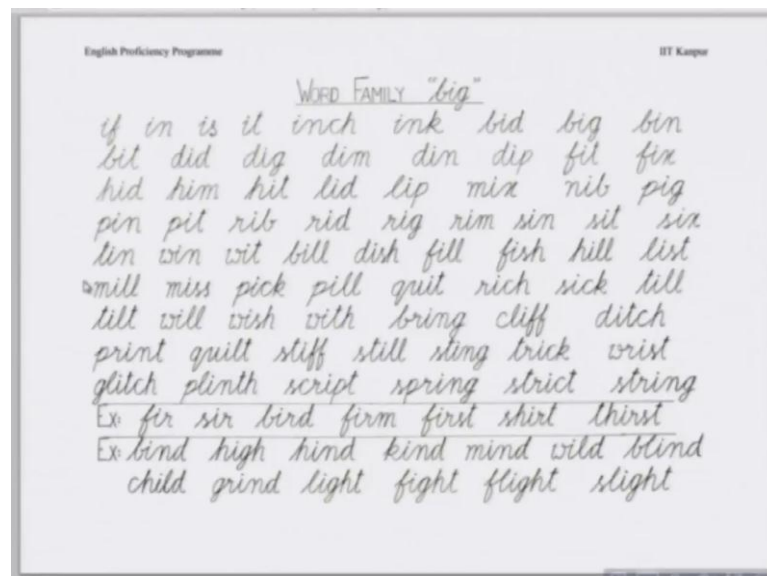 English Proficiency Programme IIT Kanpur
WORD FAMILY "big"
if in is it inch ink bid big bin
bit did dig dim din dip fit fix
hid him hit lid lip mix nib pig
pin pit rib rid rig rim sin sit six
tin win wit bill dish fill fish hill list
mill miss pick pill quit rich sick till
tilt will wish with bring cliff ditch
print quilt stiff still sting trick wrist
glitch plinth script spring strict string
Ex: fir sir bird firm first shirt thirst
Ex: bind high hind kind mind wild blind
child grind light fight flight slight